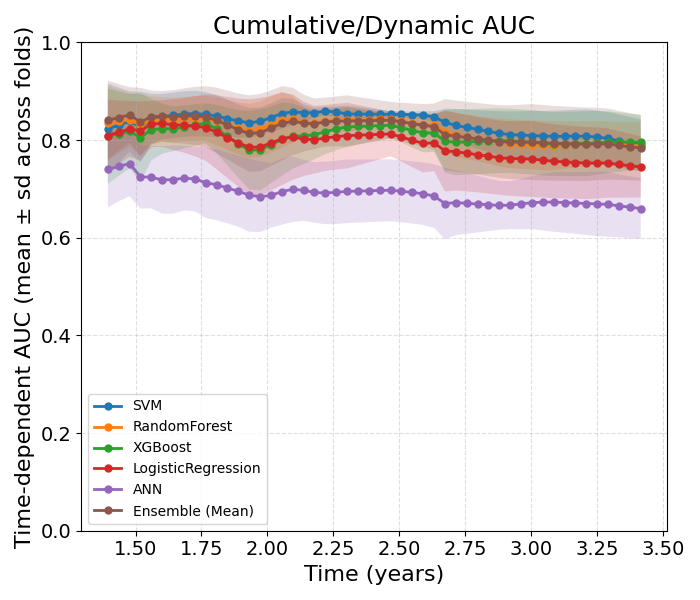 Cumulative/Dynamic AUC
Time-dependent AUC (mean ± sd across folds)
1.0
0.8
0.6
0.4
0.2
0.0
SVM
RandomForest
XGBoost
LogisticRegression
ANN
Ensemble (Mean)
1.50 1.75 2.00 2.25 2.50 2.75 3.00 3.25 3.50
Time (years)